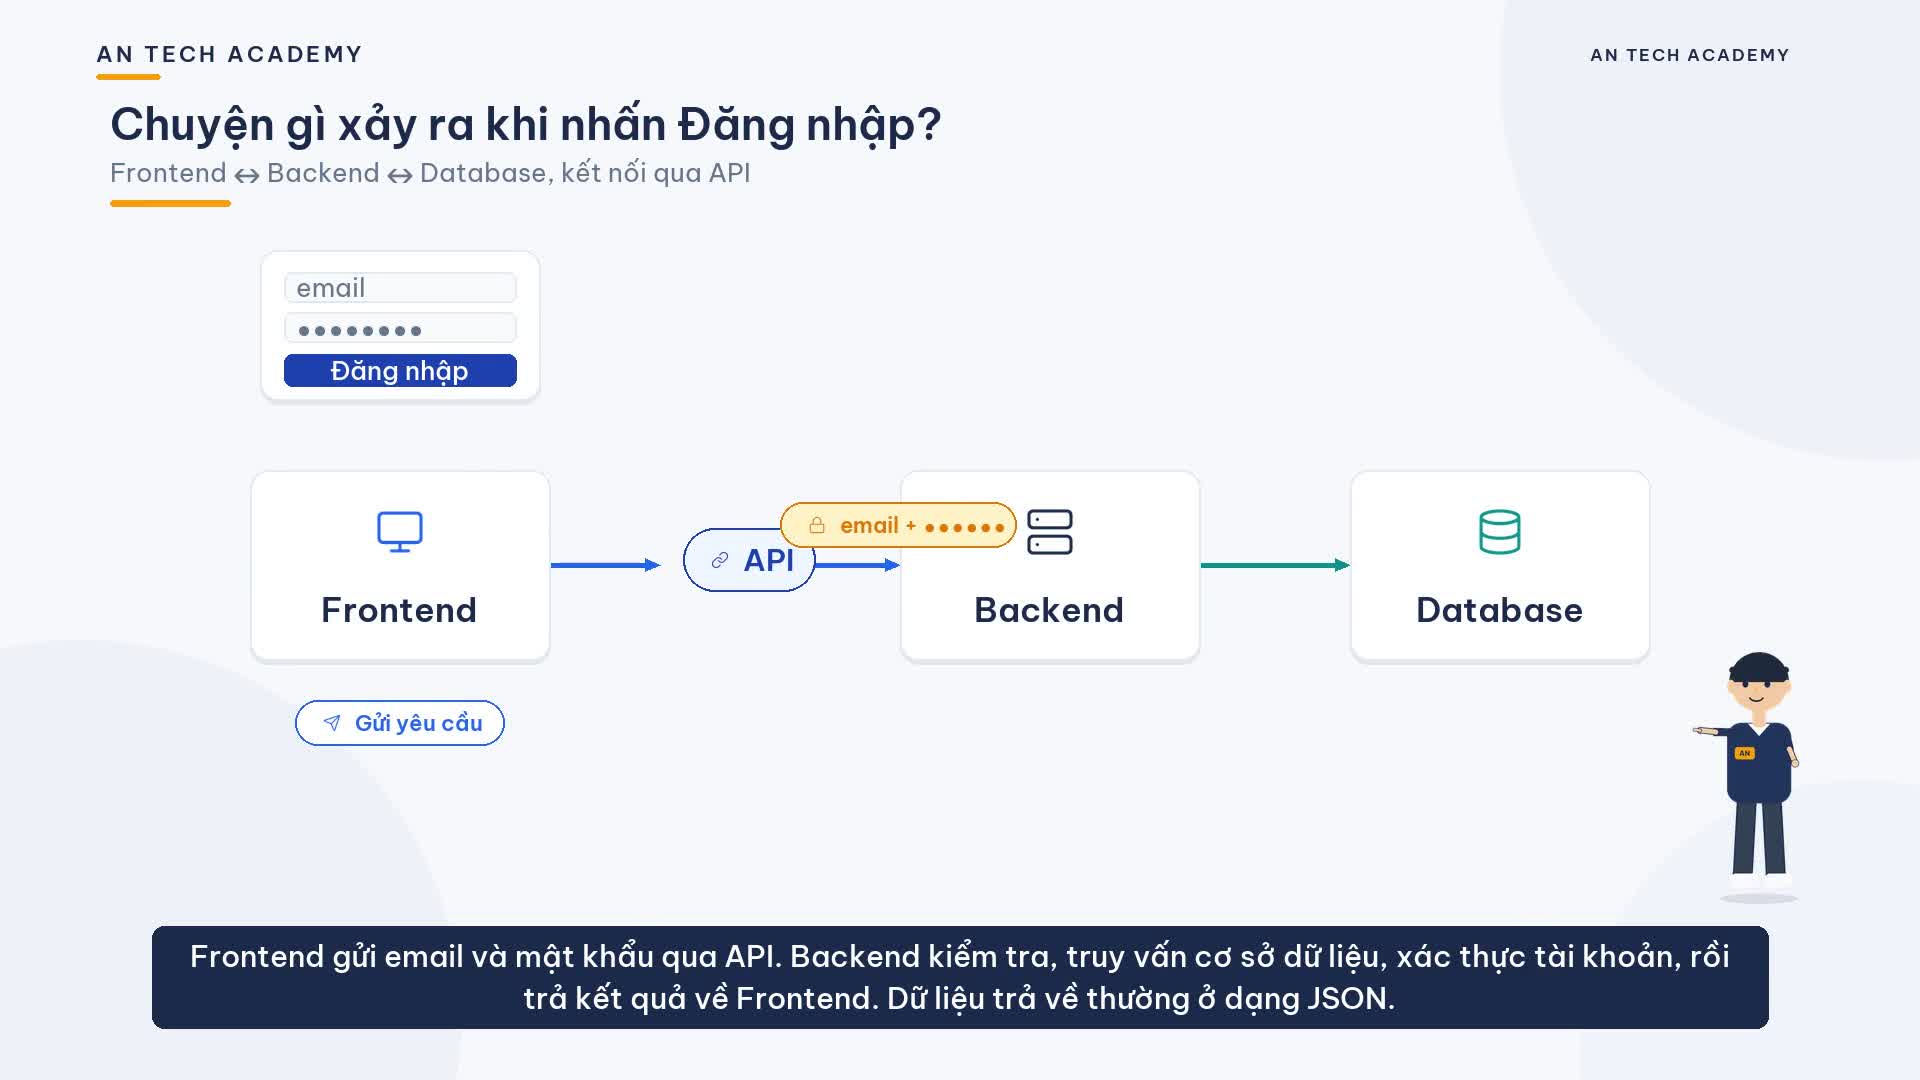 AN TECH ACADEMY
AN TECH ACADEMY
Chuyện gì xảy ra khi nhấn Đăng nhập?
Frontend ↔ Backend ↔ Database, kết nối qua API
email
●●●●●●●●
Đăng nhập
email + ●●●●●●
API
Frontend
Backend
Database
Gửi yêu cầu
AN
Frontend gửi email và mật khẩu qua API. Backend kiểm tra, truy vấn cơ sở dữ liệu, xác thực tài khoản, rồi
trả kết quả về Frontend. Dữ liệu trả về thường ở dạng JSON.